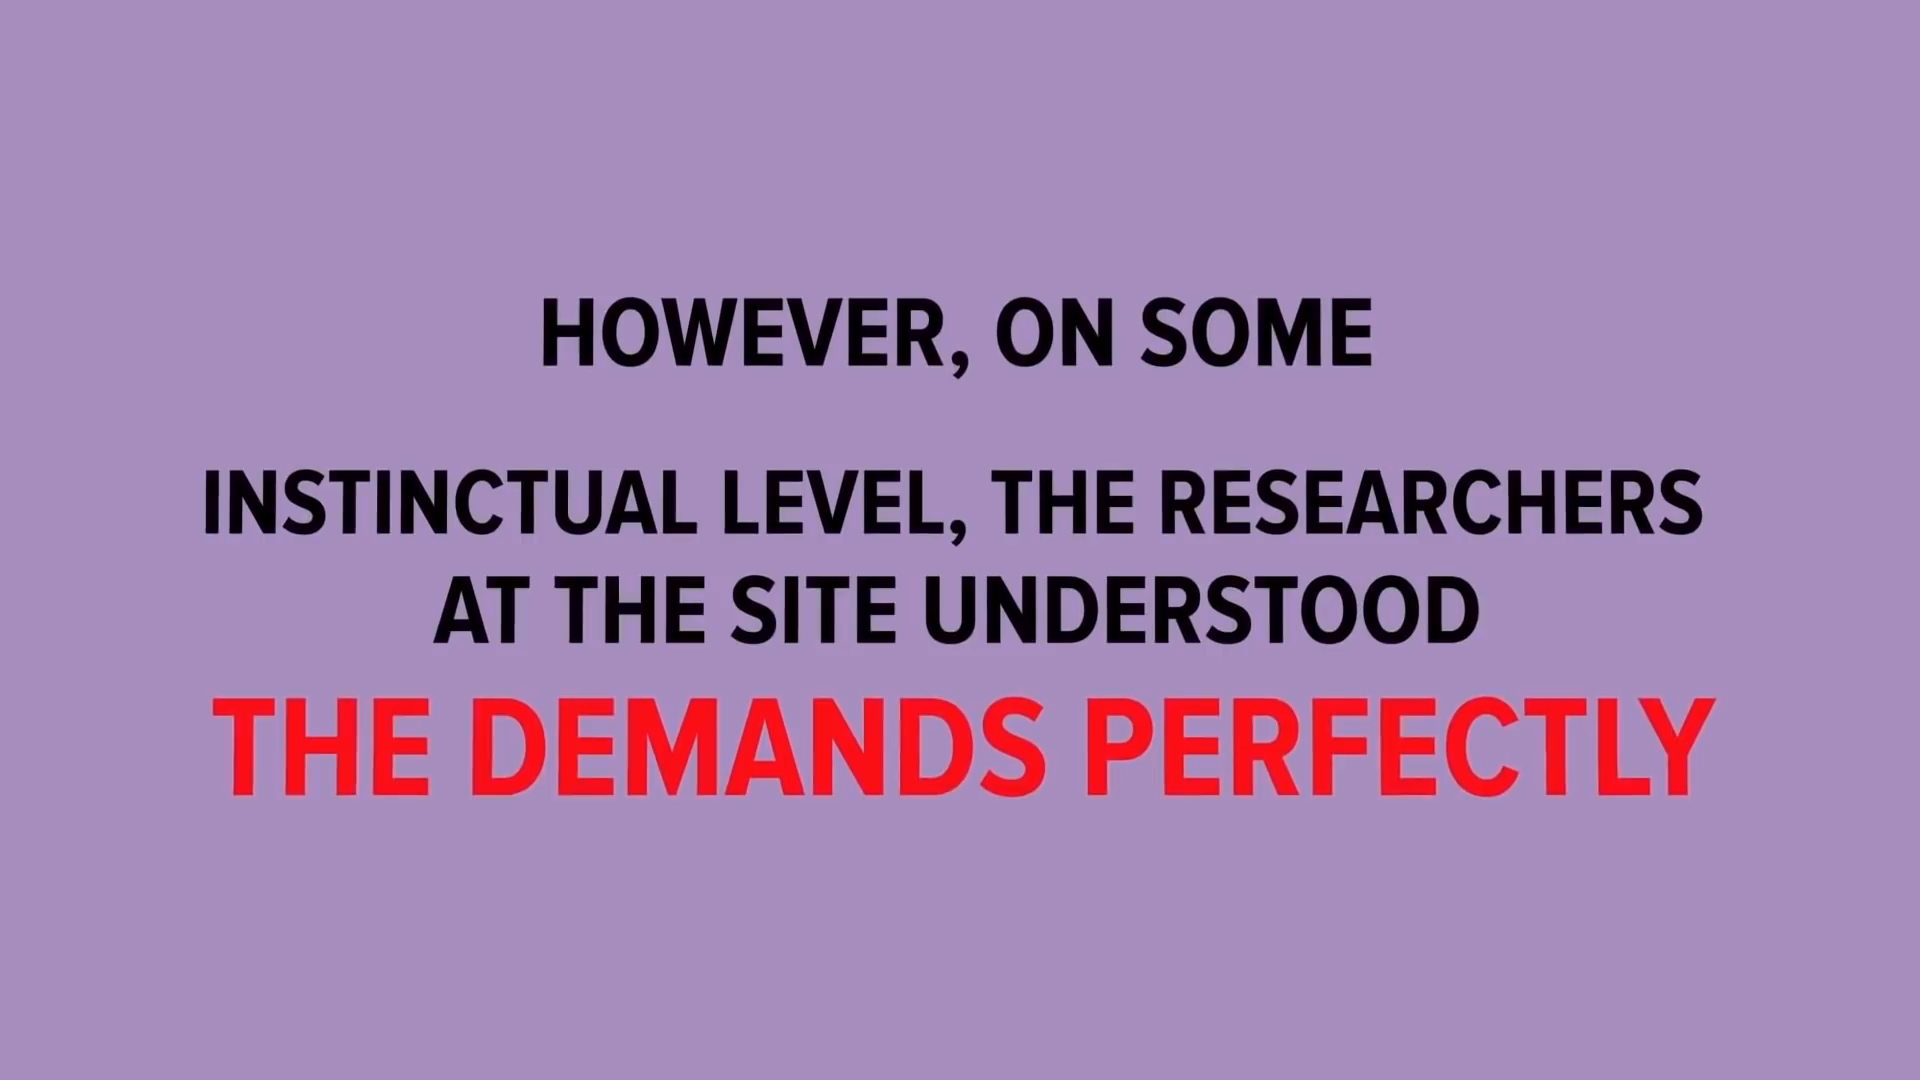 HOWEVER, ON SOME
INSTINCTUAL LEVEL, THE RESEARCHERS
AT THE SITE UNDERSTOOD
THE DEMANDS PERFECTLY